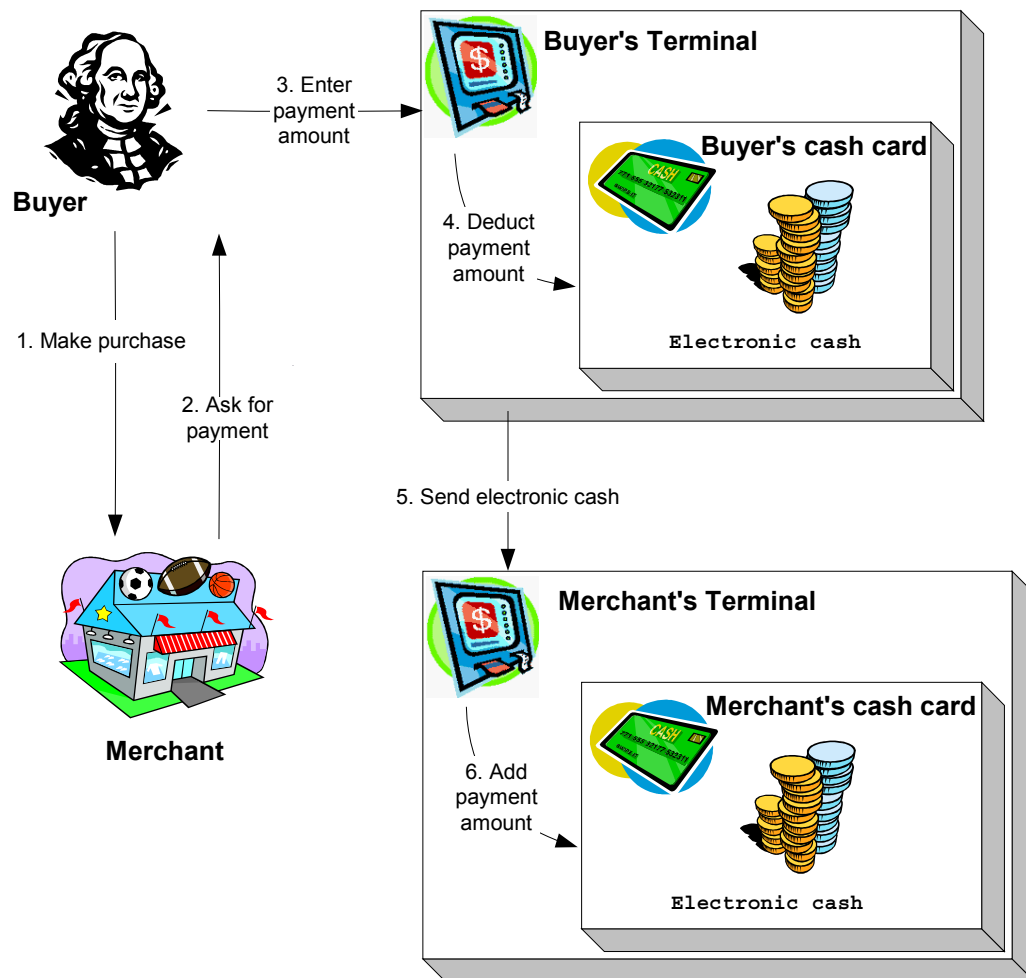 Buyer's Terminal
3. Enter
payment
amount
$
Buyer's cash card
CASH
Buyer
4. Deduct
payment
amount
Electronic cash
1. Make purchase
2. Ask for
payment
5. Send electronic cash
Merchant's Terminal
$
Merchant's cash card
CASH
Merchant
6. Add
payment
amount
Electronic cash